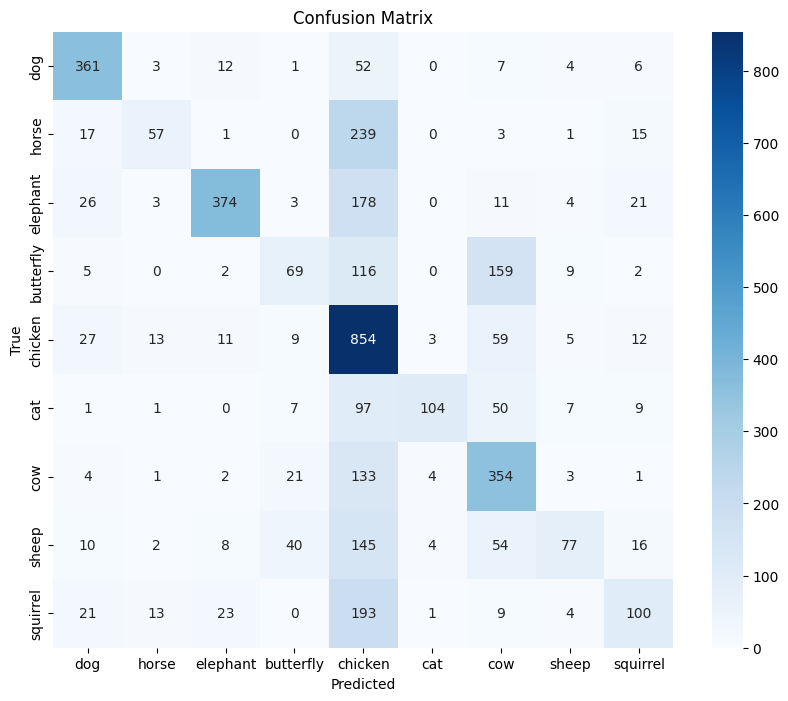 Confusion Matrix
dog 361 3 12 1 52 0 7 4 6
horse 17 57 1 0 239 0 3 1 15
elephant 26 3 374 3 178 0 11 4 21
butterfly 5 0 2 69 116 0 159 9 2
chicken 27 13 11 9 854 3 59 5 12
cat 1 1 0 7 97 104 50 7 9
cow 4 1 2 21 133 4 354 3 1
sheep 10 2 8 40 145 4 54 77 16
squirrel 21 13 23 0 193 1 9 4 100
True
dog horse elephant butterfly chicken cat cow sheep squirrel
Predicted
800
700
600
500
400
300
200
100
0